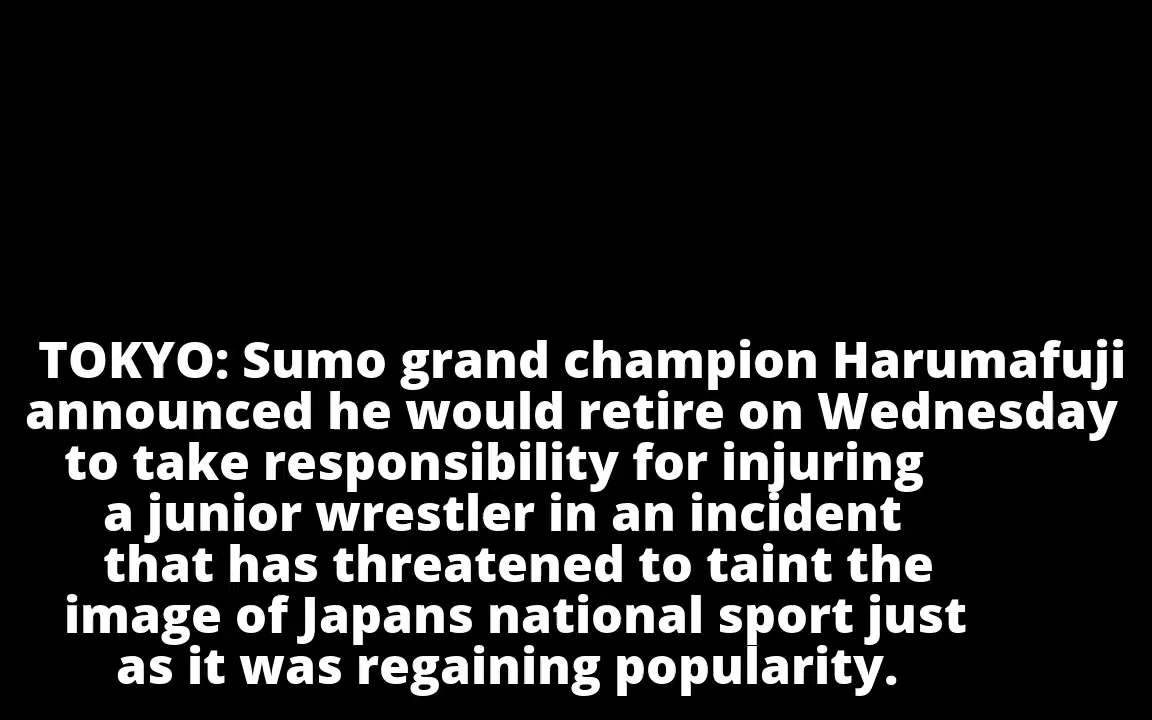 TOKYO: Sumo grand champion Harumafuji
announced he would retire on Wednesday
to take responsibility for injuring
a junior wrestler in an incident
that has threatened to taint the
image of Japans national sport just
as it was regaining popularity.